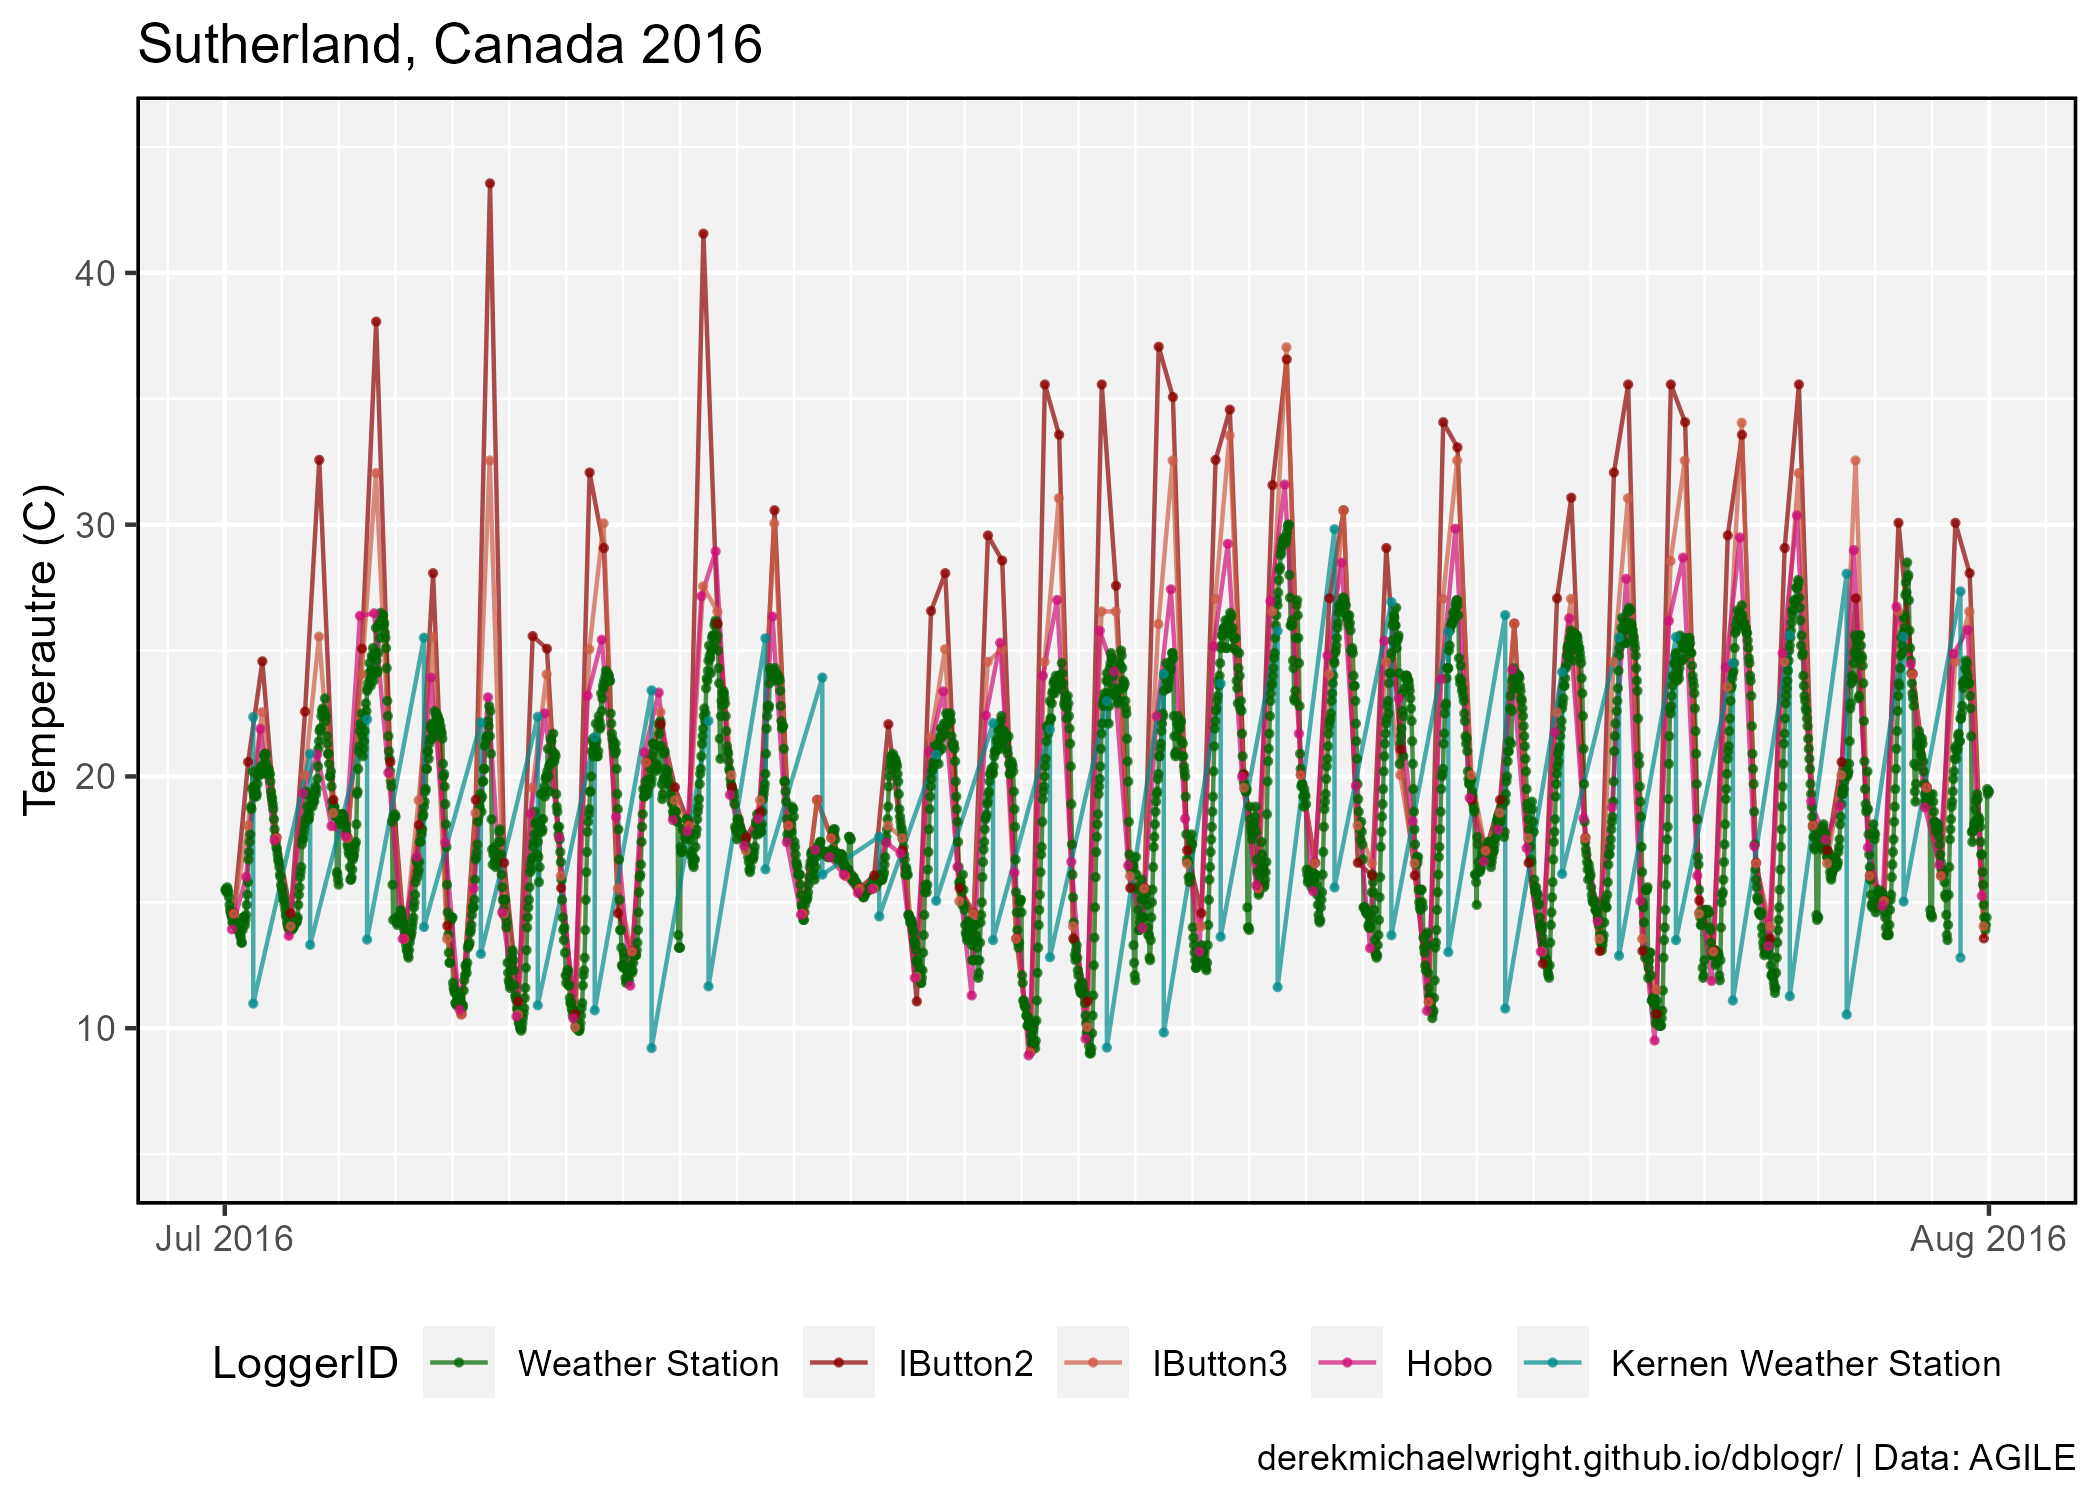 Sutherland, Canada 2016
Temperautre (C)
40
30
20
10
Jul 2016 Aug 2016
LoggerID Weather Station IButton2 IButton3 Hobo Kernen Weather Station
derekmichaelwright.github.io/dblogr/ | Data: AGILE